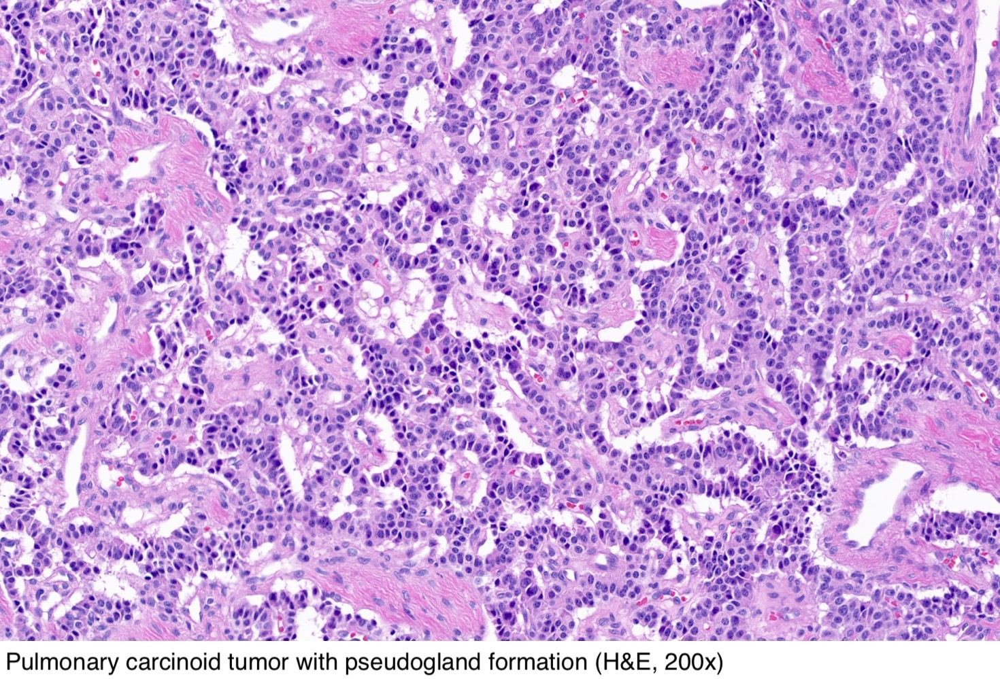 Pulmonary carcinoid tumor with pseudogland formation (H&E, 200x)